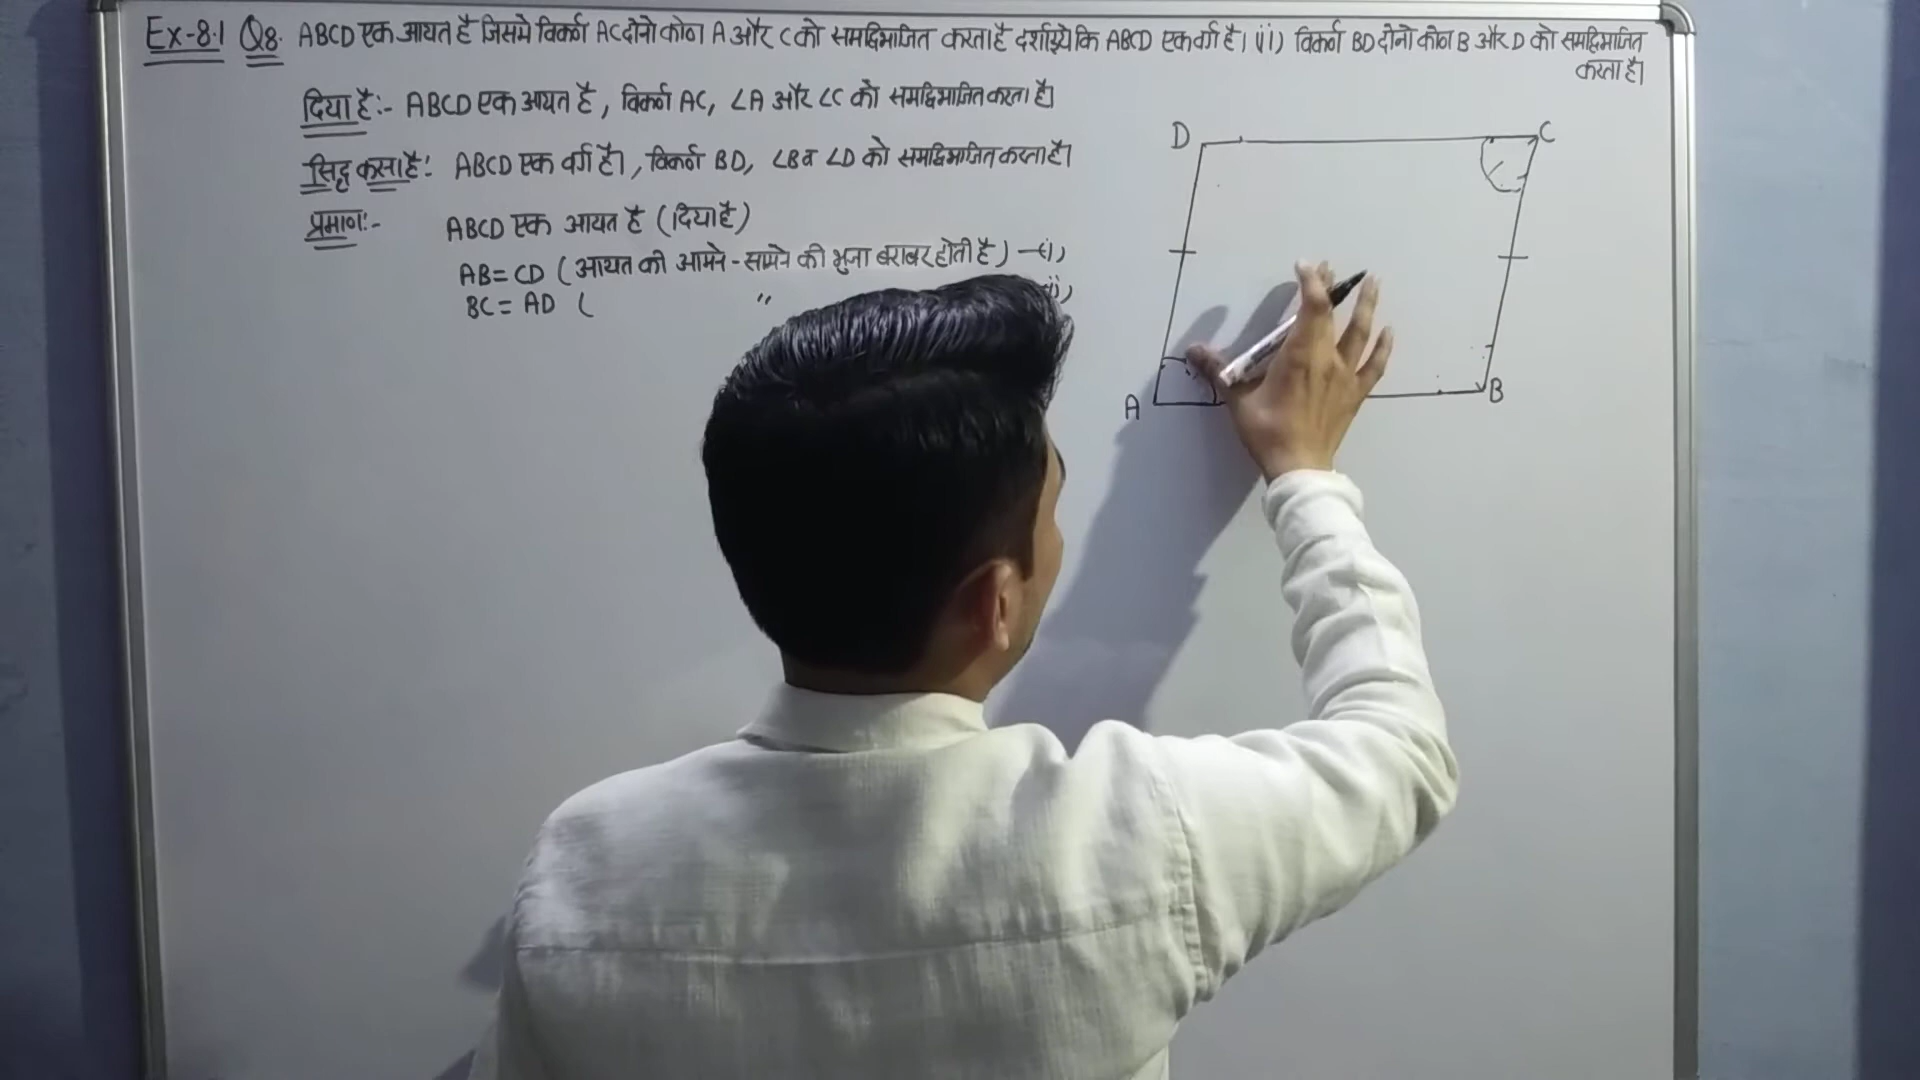 Ex-8.1 Q8. ABCD एक आयत है जिसमे विकर्ण AC दोनो कोण A और C को समद्विभाजित करता है दर्शाइये कि ABCD एक वर्ग है। (ii) विकर्ण BD दोनो कोण B और D को समद्विभाजित
करता है।
दिया है:- ABCD एक आयत है, विकर्ण AC, ∠A और ∠C को समद्विभाजित करता है।
सिद्ध करना है: ABCD एक वर्ग है।, विकर्ण BD, ∠B व ∠D को समद्विभाजित करता है।
प्रमाण:- ABCD एक आयत है (दिया है)
AB = CD (आयत की आमने-सामने की भुजा बराबर होती है) —(i)
BC = AD ( " ii)
D C
A B